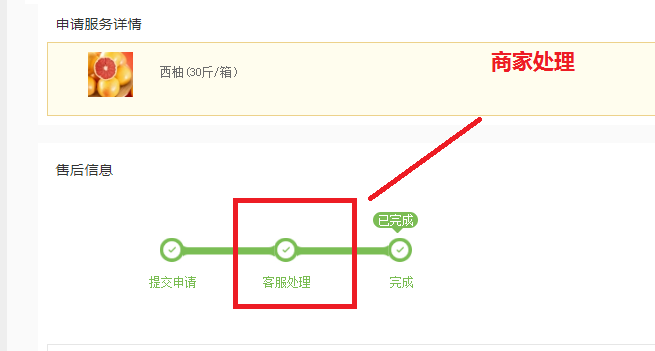 申请服务详情
商家处理
西柚(30斤/箱)
售后信息
已完成
提交申请
客服处理
完成